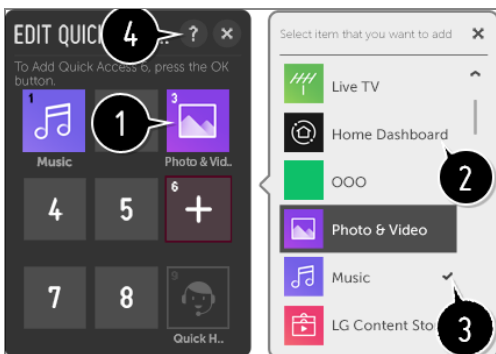 EDIT QUIC
4
..
?
To Add Quick Access 6, press the OK
button.
1
3
1
Music
Photo & Vid..
4
5
6
+
7
8
9
Quick H..
Select item that you want to add
Live TV
Home Dashboard
2
OOO
Photo & Video
Music
LG Content Sto
3